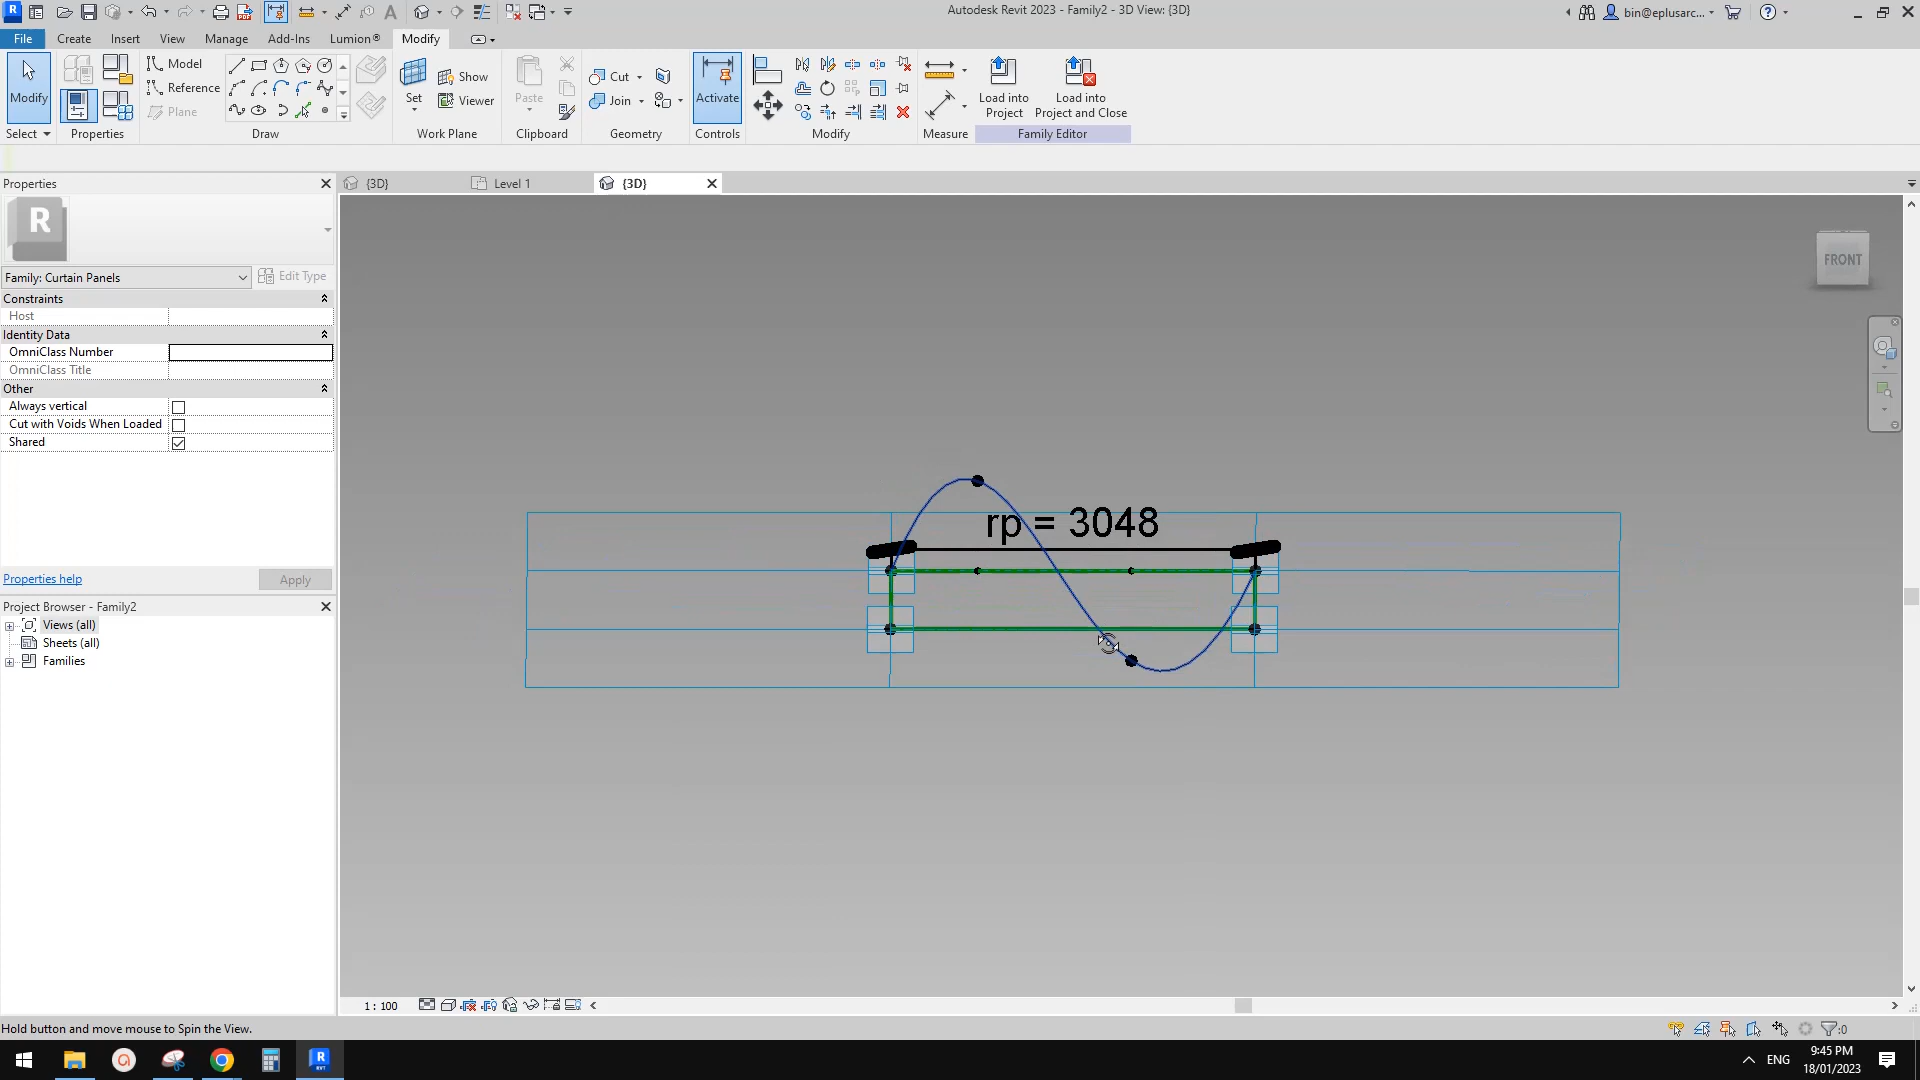 Autodesk Revit 2023 - Family2 - 3D View: {3D}
bin@eplusarc...
File Create Insert View Manage Add-Ins Lumion® Modify
Modify
Model
Reference
Plane
Set
Show
Viewer
Paste
Cut
Join
Activate
Load into
Project
Load into
Project and Close
Select Properties Draw Work Plane Clipboard Geometry Controls Modify Measure Family Editor
Properties
{3D}
Level 1
{3D}
R
Family: Curtain Panels
Edit Type
Constraints
Host
Identity Data
OmniClass Number
OmniClass Title
Other
Always vertical
Cut with Voids When Loaded
Shared
FRONT
rp = 3048
Properties help
Apply
Project Browser - Family2
Views (all)
Sheets (all)
Families
1 : 100
Hold button and move mouse to Spin the View.
:0
ENG
9:45 PM
18/01/2023